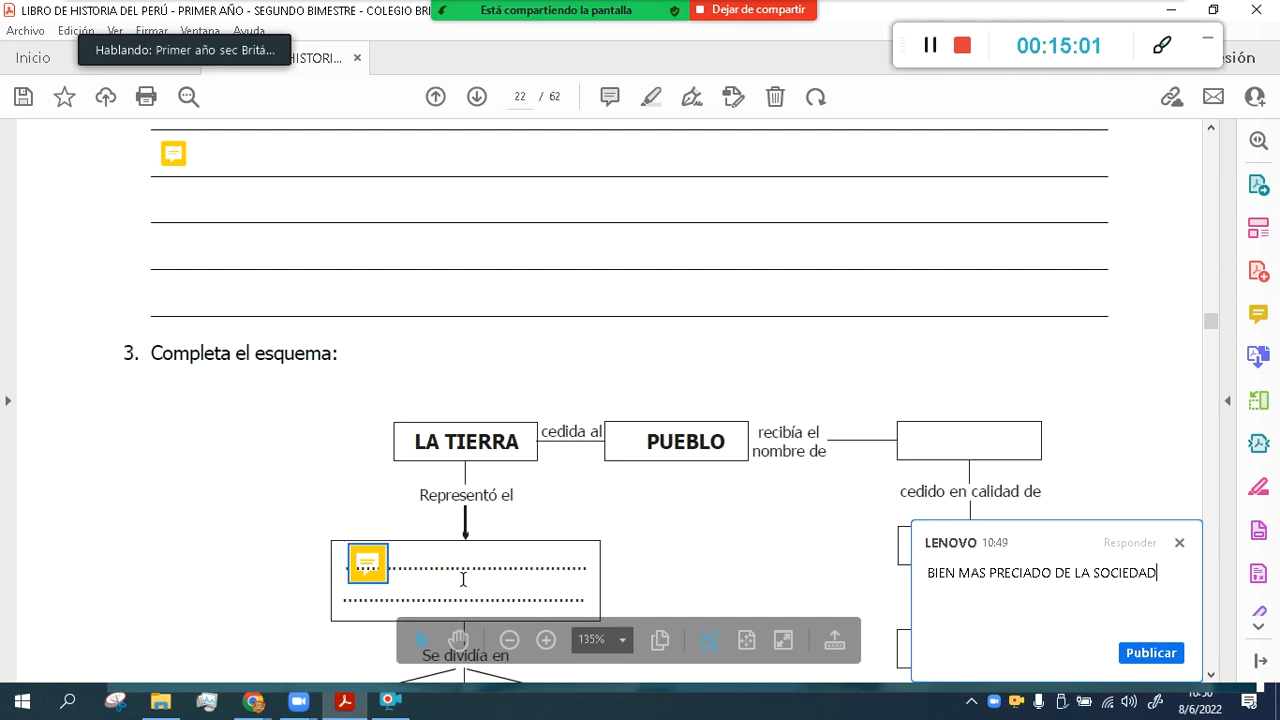 LIBRO DE HISTORIA DEL PERÚ - PRIMER AÑO - SEGUNDO BIMESTRE - COLEGIO BRI
Está compartiendo la pantalla
Dejar de compartir
Archivo Edición Ver Firmar Ventana Ayuda
Hablando: Primer año sec Britá...
00:15:01
Inicio
HISTORI...
esión
22 / 62
3. Completa el esquema:
LA TIERRA
cedida al
PUEBLO
recibía el
nombre de
Representó el
cedido en calidad de
LENOVO 10:49
Responder
BIEN MAS PRECIADO DE LA SOCIEDAD
135%
Se dividía en
Publicar
8/6/2022